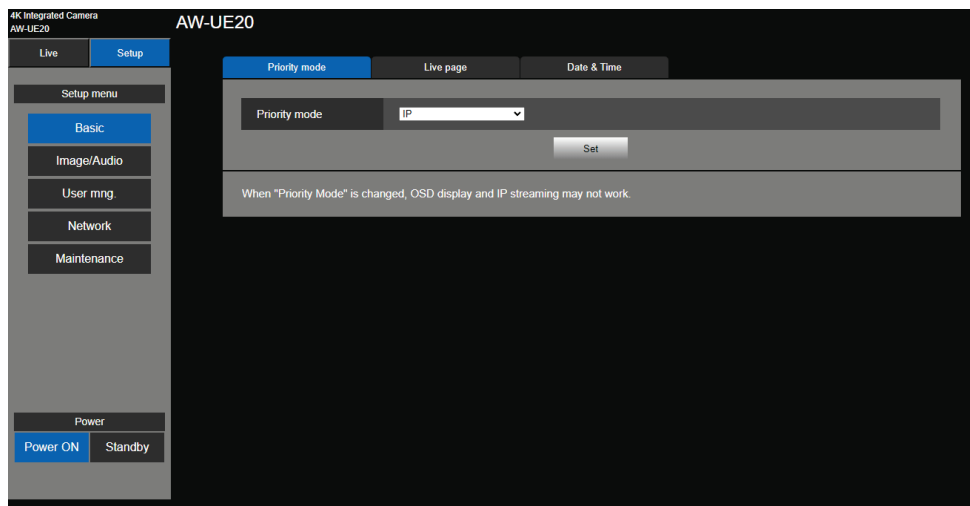 4K Integrated Camera
AW-UE20
AW-UE20
Live
Setup
Setup menu
Basic
Image/Audio
User mng.
Network
Maintenance
Power
Power ON
Standby
Priority mode
Live page
Date & Time
Priority mode
IP
Set
When "Priority Mode" is changed, OSD display and IP streaming may not work.